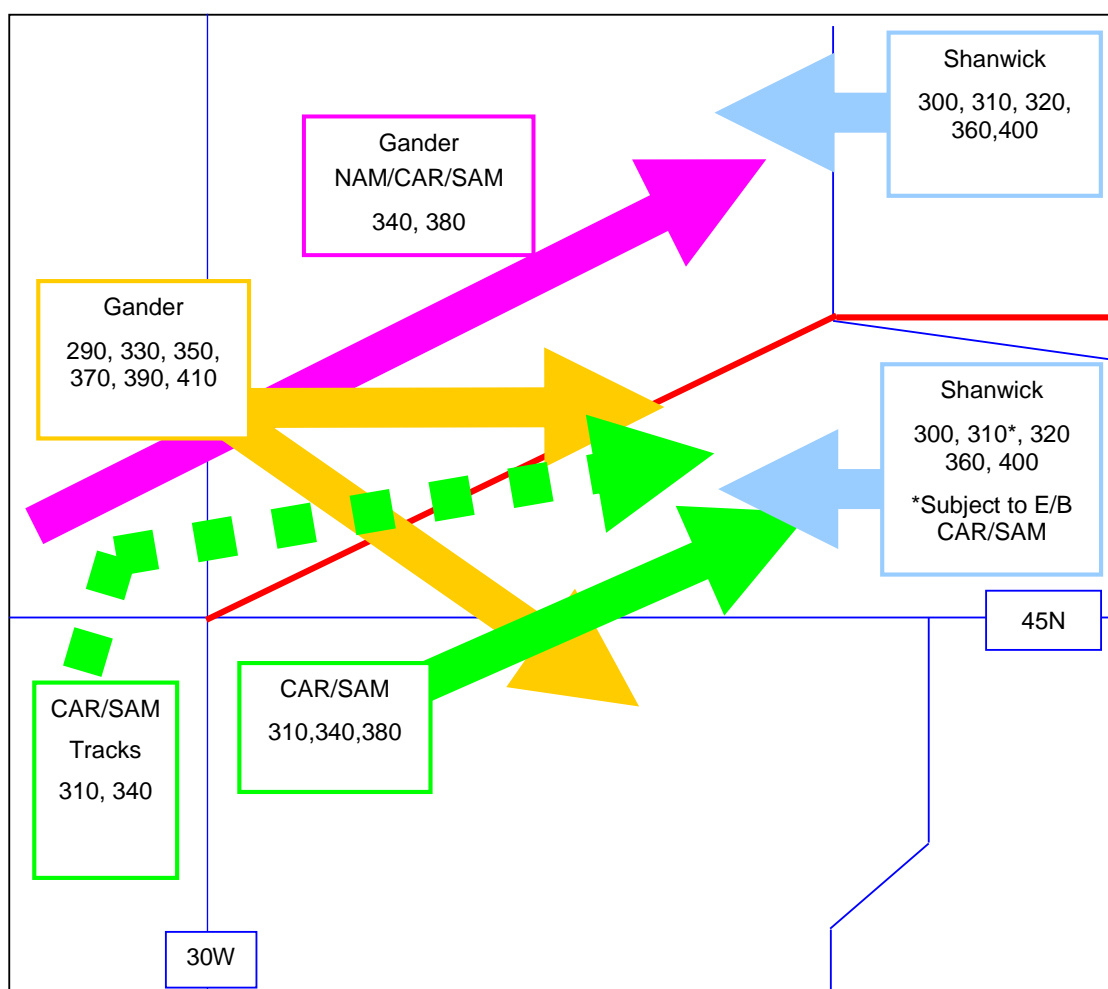 Shanwick
300, 310, 320,
360,400
Gander
NAM/CAR/SAM
340, 380
Gander
290, 330, 350,
370, 390, 410
Shanwick
300, 310*, 320
360, 400
*Subject to E/B
CAR/SAM
45N
CAR/SAM
310,340,380
CAR/SAM
Tracks
310, 340
30W